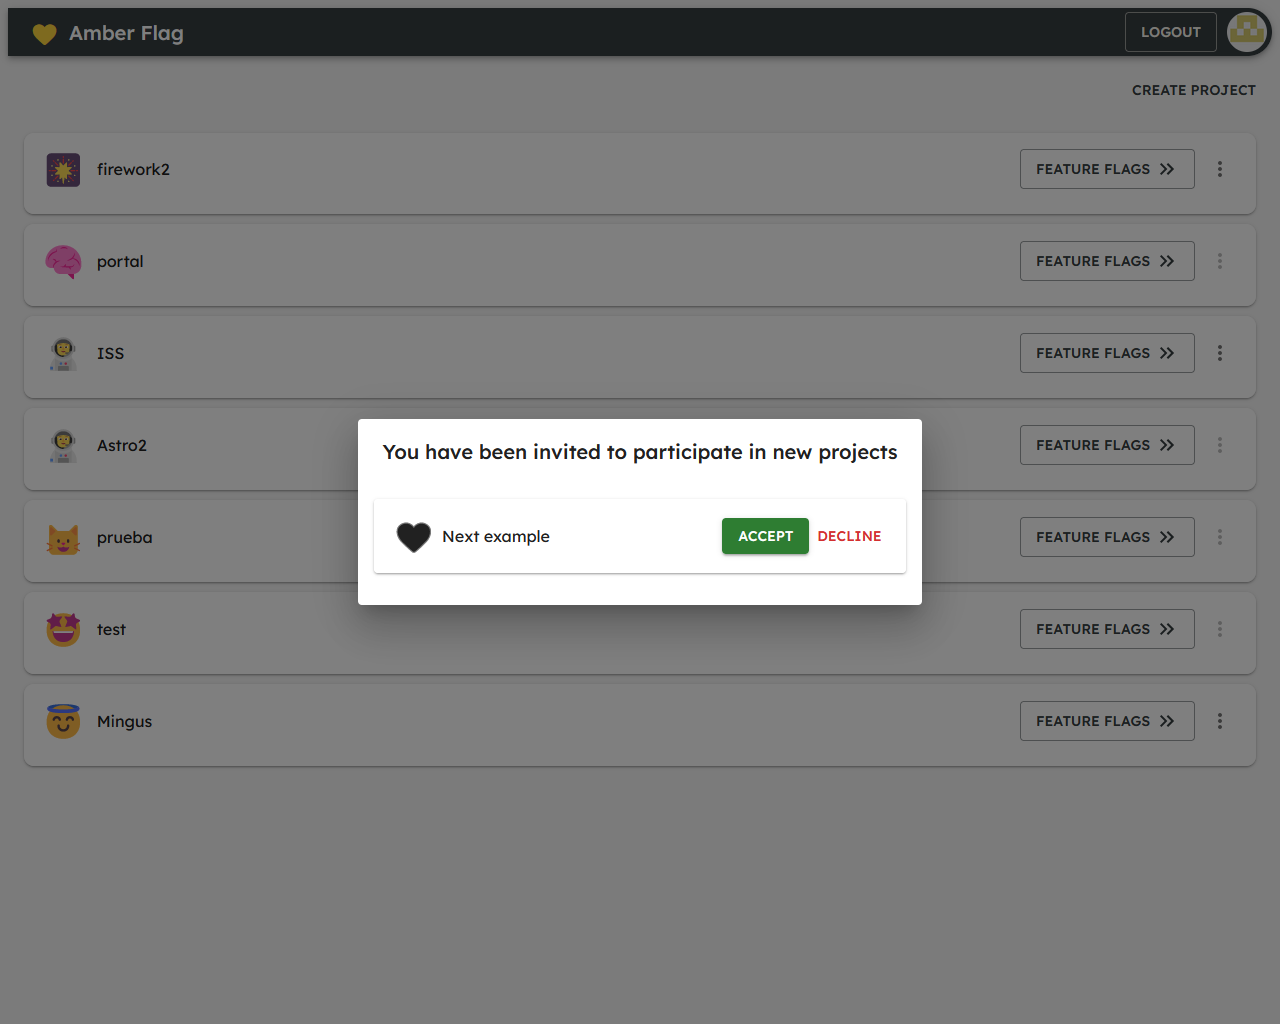 Amber Flag
LOGOUT
CREATE PROJECT
firework2
FEATURE FLAGS
portal
FEATURE FLAGS
ISS
FEATURE FLAGS
Astro2
FEATURE FLAGS
You have been invited to participate in new projects
Next example
ACCEPT
DECLINE
prueba
FEATURE FLAGS
test
FEATURE FLAGS
Mingus
FEATURE FLAGS